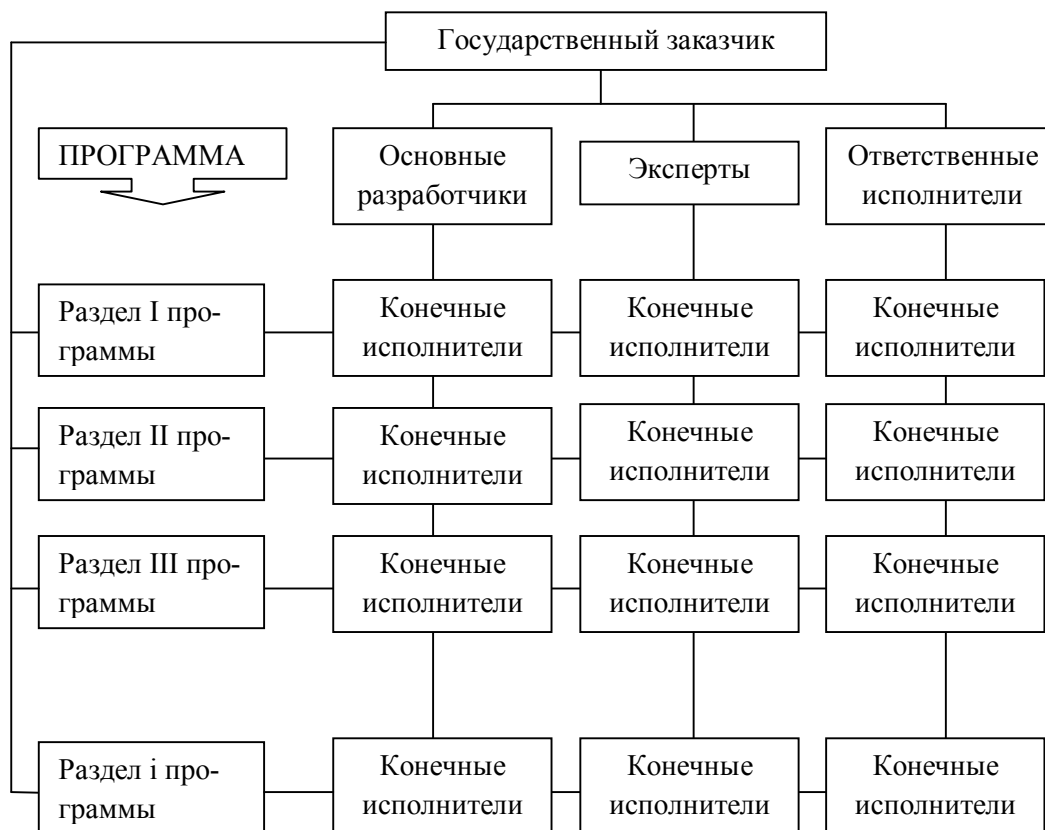 Государственный заказчик
ПРОГРАММА
Основные
разработчики
Эксперты
Ответственные
исполнители
Раздел I про-
граммы
Конечные
исполнители
Конечные
исполнители
Конечные
исполнители
Раздел II про-
граммы
Конечные
исполнители
Конечные
исполнители
Конечные
исполнители
Раздел III про-
граммы
Конечные
исполнители
Конечные
исполнители
Конечные
исполнители
Раздел i про-
граммы
Конечные
исполнители
Конечные
исполнители
Конечные
исполнители